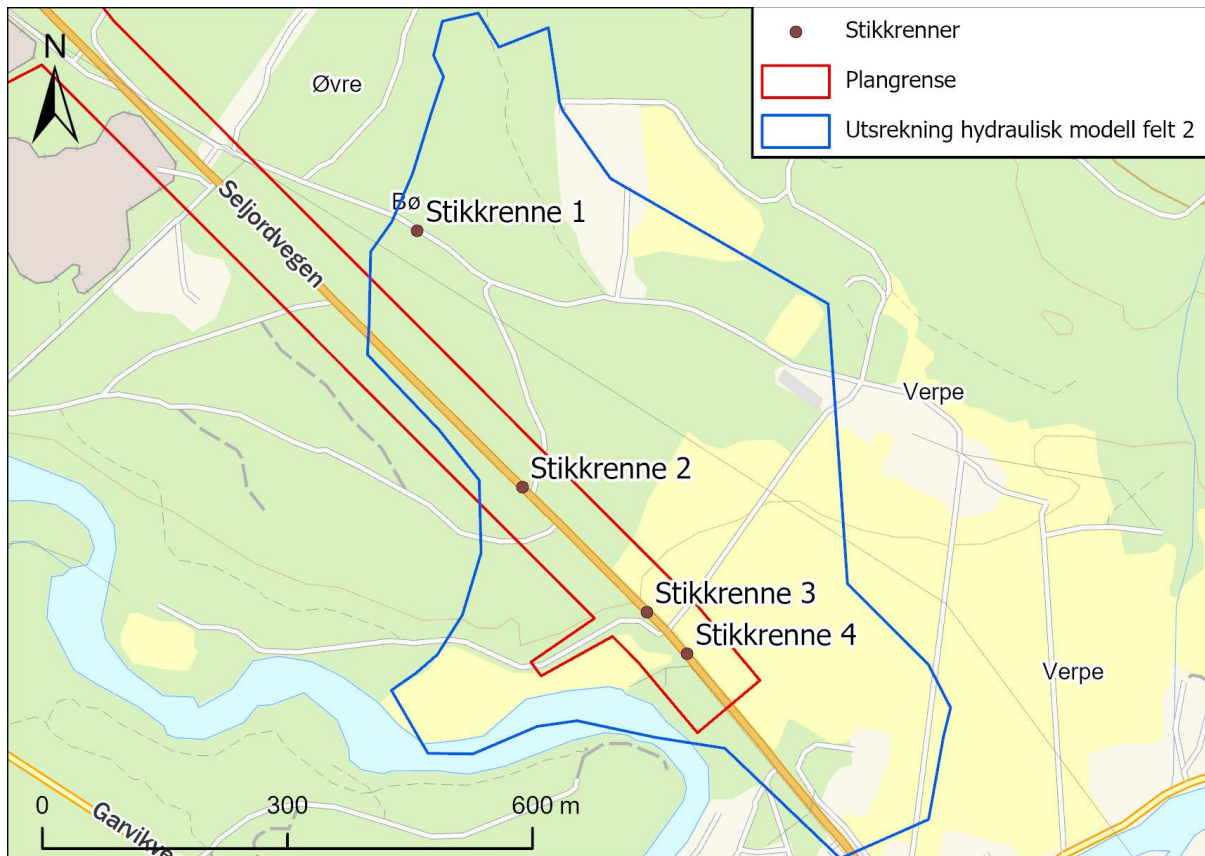 Stikkrenner
Plangrense
Utsrekning hydraulisk modell felt 2
N
Øvre
Bø
Stikkrenne 1
Seljordvegen
Verpe
Stikkrenne 2
Stikkrenne 3
Stikkrenne 4
Verpe
0 300 600 m
Garvikve